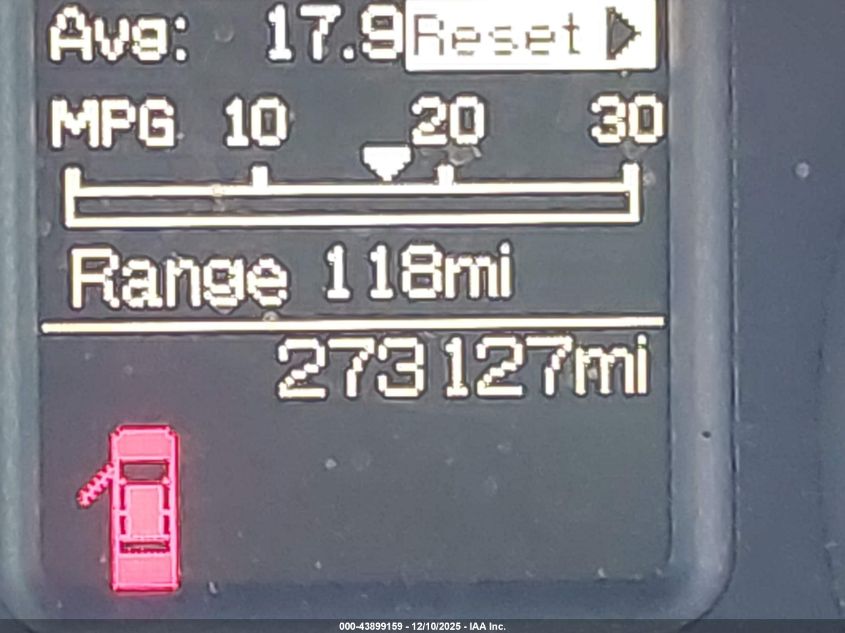 Avg: 17.9 Reset
MPG 10 20 30
Range 118mi
273127mi
000-43899159 - 12/10/2025 - IAA Inc.